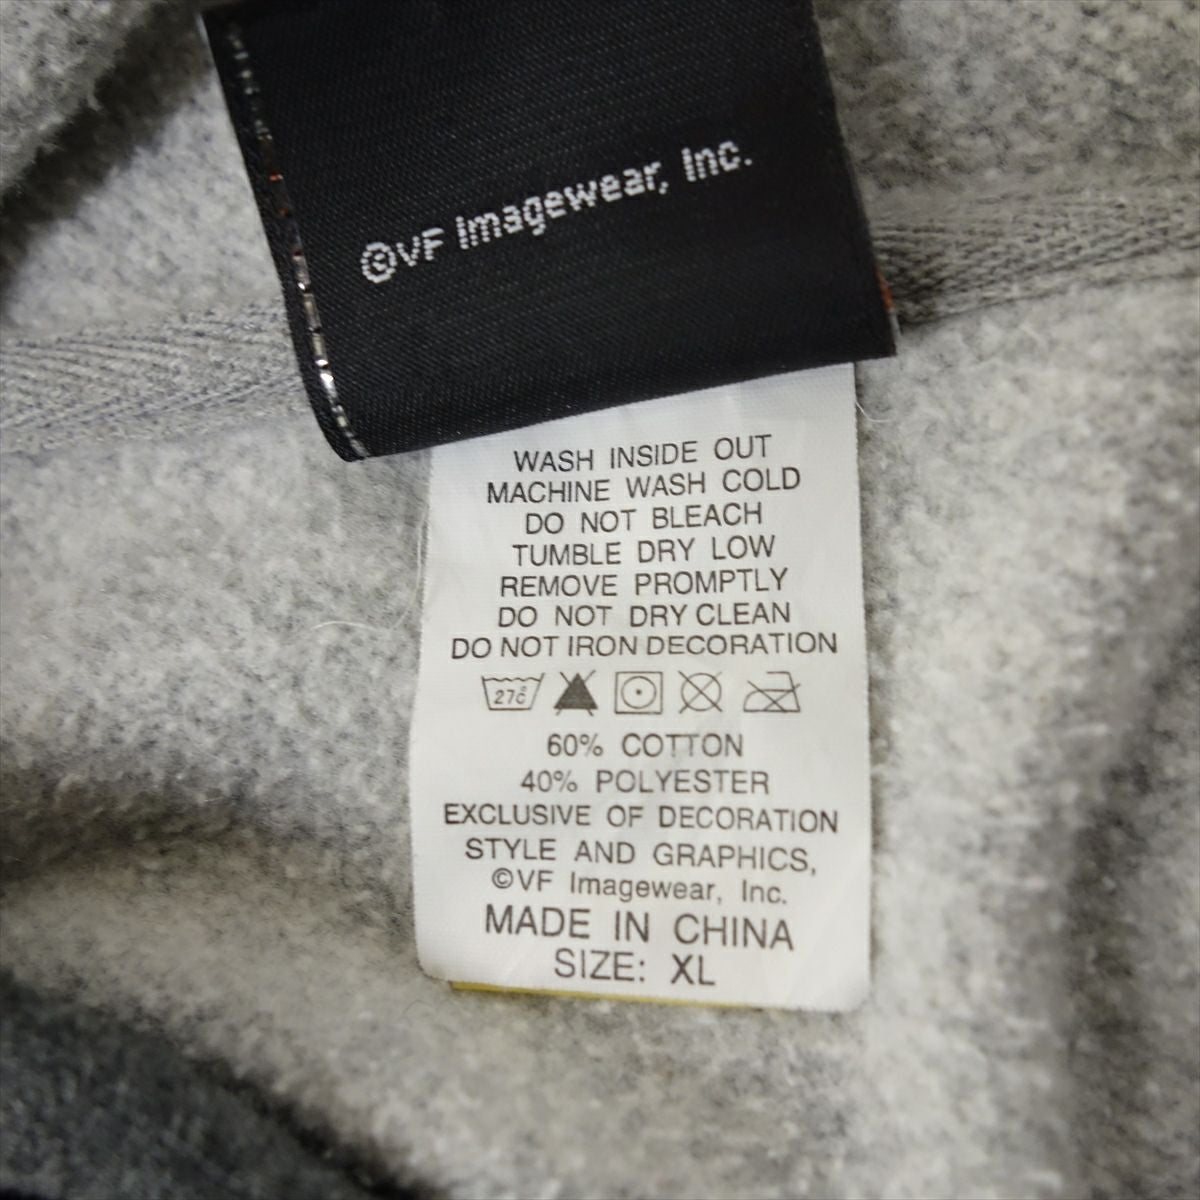 ©VF Imagewear, Inc.
WASH INSIDE OUT
MACHINE WASH COLD
DO NOT BLEACH
TUMBLE DRY LOW
REMOVE PROMPTLY
DO NOT DRY CLEAN
DO NOT IRON DECORATION
27c
60% COTTON
40% POLYESTER
EXCLUSIVE OF DECORATION
STYLE AND GRAPHICS,
©VF Imagewear, Inc.
MADE IN CHINA
SIZE: XL